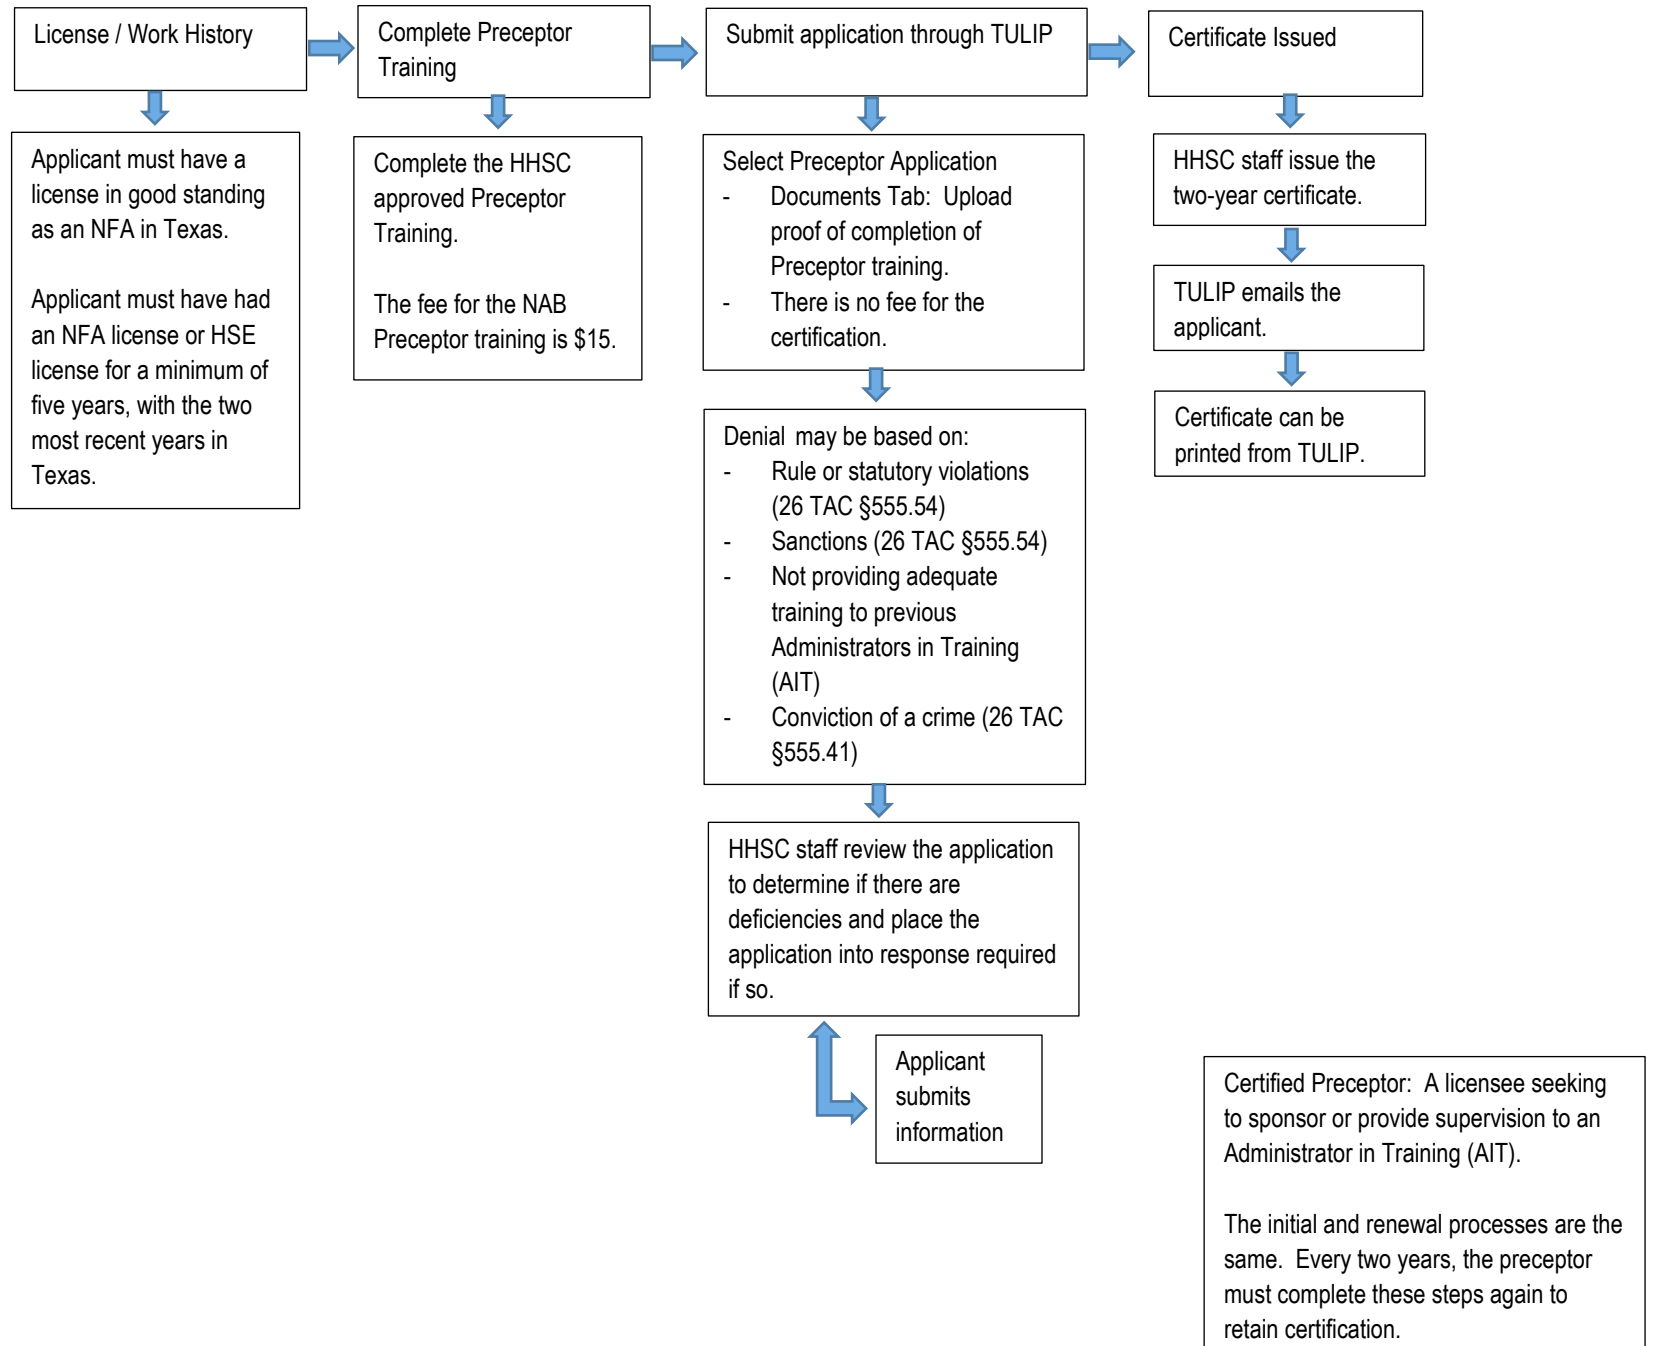 License / Work History
Complete Preceptor
Training
Submit application through TULIP
Certificate Issued
Applicant must have a
license in good standing
as an NFA in Texas.
Applicant must have had
an NFA license or HSE
license for a minimum of
five years, with the two
most recent years in
Texas.
Complete the HHSC
approved Preceptor
Training.
The fee for the NAB
Preceptor training is $15.
Select Preceptor Application
- Documents Tab: Upload
proof of completion of
Preceptor training.
- There is no fee for the
certification.
Denial may be based on:
- Rule or statutory violations
(26 TAC §555.54)
- Sanctions (26 TAC §555.54)
- Not providing adequate
training to previous
Administrators in Training
(AIT)
- Conviction of a crime (26 TAC
§555.41)
HHSC staff review the application
to determine if there are
deficiencies and place the
application into response required
if so.
Applicant
submits
information
HHSC staff issue the
two-year certificate.
TULIP emails the
applicant.
Certificate can be
printed from TULIP.
Certified Preceptor: A licensee seeking
to sponsor or provide supervision to an
Administrator in Training (AIT).
The initial and renewal processes are the
same. Every two years, the preceptor
must complete these steps again to
retain certification.